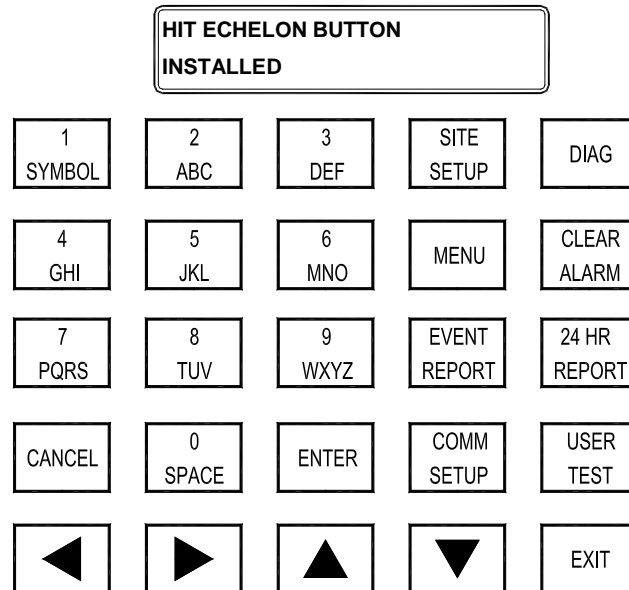 HIT ECHELON BUTTON
INSTALLED
1
SYMBOL
2
ABC
3
DEF
SITE
SETUP
DIAG
4
GHI
5
JKL
6
MNO
MENU
CLEAR
ALARM
7
PQRS
8
TUV
9
WXYZ
EVENT
REPORT
24 HR
REPORT
CANCEL
0
SPACE
ENTER
COMM
SETUP
USER
TEST
EXIT